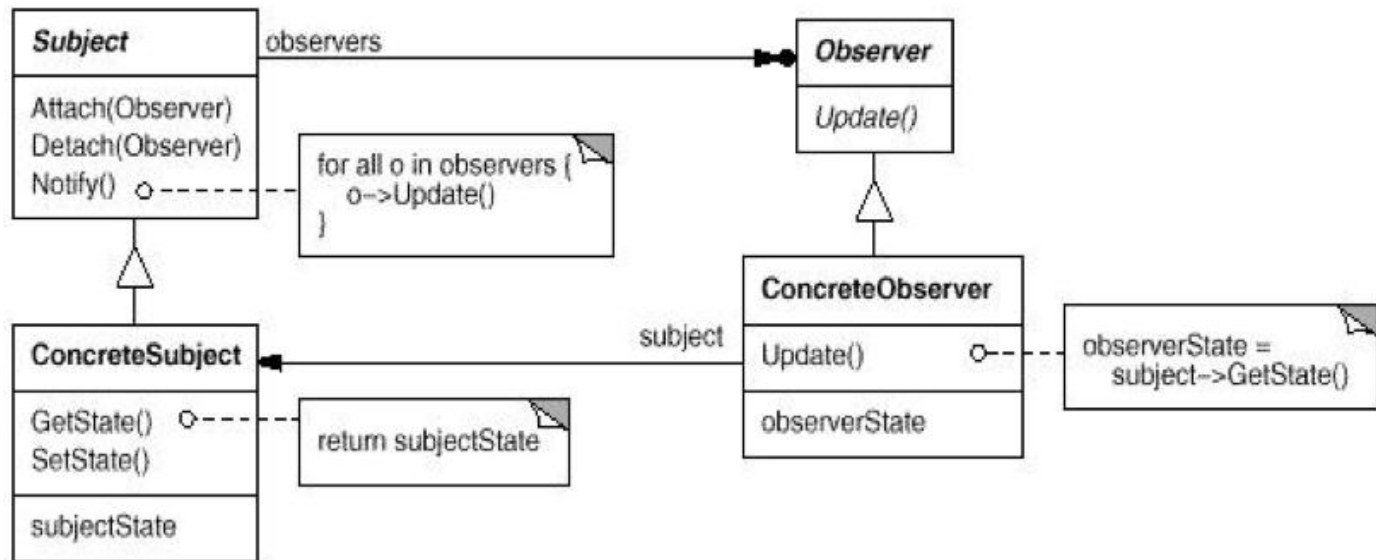 Subject
observers
Observer
Attach(Observer)
Detach(Observer)
Notify()
for all o in observers {
o->Update()
}
Update()
ConcreteSubject
GetState()
SetState()
subjectState
return subjectState
subject
ConcreteObserver
Update()
observerState
observerState =
subject->GetState()